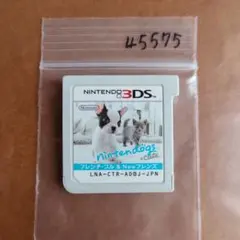 45575
NINTENDO 3DS
Nintendo
nintendogs
+cats
フレンチ・ブル & Newフレンズ
LNA-CTR-ADBJ-JPN